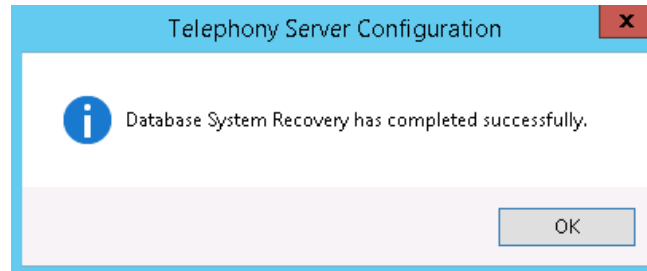 Telephony Server Configuration
x
Database System Recovery has completed successfully.
OK